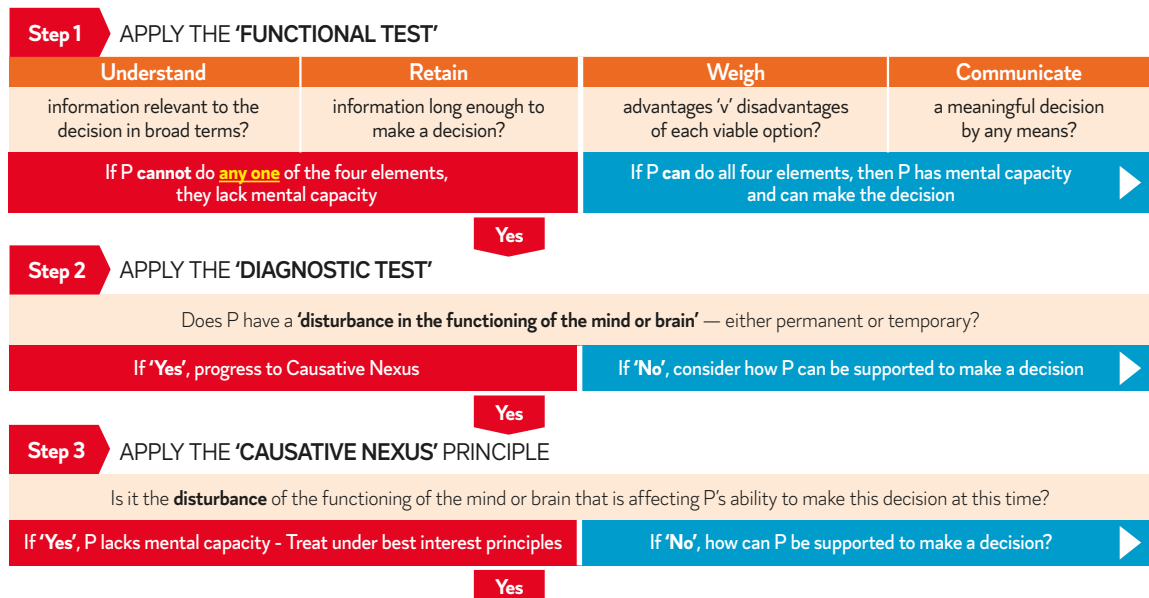 Step 1 APPLY THE ‘FUNCTIONAL TEST’
Understand
information relevant to the
decision in broad terms?
Retain
information long enough to
make a decision?
Weigh
advantages ‘v’ disadvantages
of each viable option?
Communicate
a meaningful decision
by any means?
If P cannot do any one of the four elements,
they lack mental capacity
If P can do all four elements, then P has mental capacity
and can make the decision
Yes
Step 2 APPLY THE ‘DIAGNOSTIC TEST’
Does P have a ‘disturbance in the functioning of the mind or brain’ — either permanent or temporary?
If ‘Yes’, progress to Causative Nexus
If ‘No’, consider how P can be supported to make a decision
Yes
Step 3 APPLY THE ‘CAUSATIVE NEXUS’ PRINCIPLE
Is it the disturbance of the functioning of the mind or brain that is affecting P’s ability to make this decision at this time?
If ‘Yes’, P lacks mental capacity - Treat under best interest principles
If ‘No’, how can P be supported to make a decision?
Yes